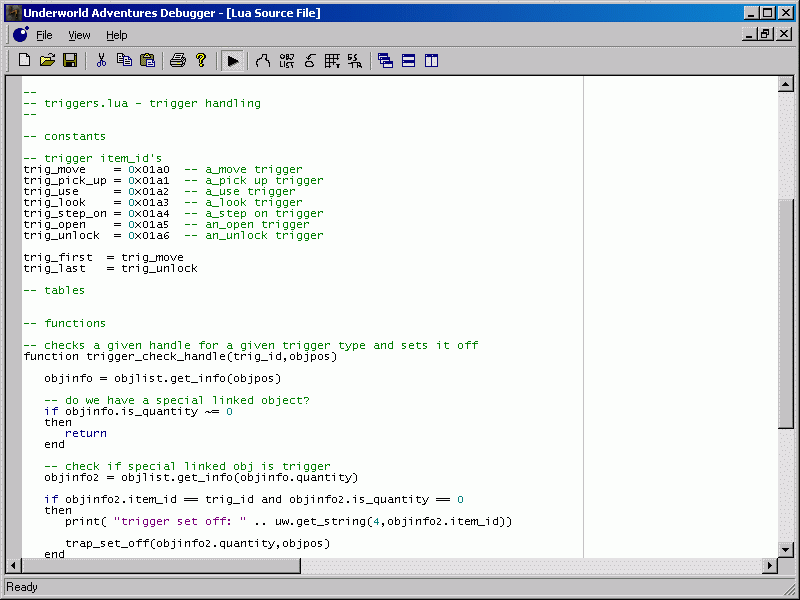 Underworld Adventures Debugger - [Lua Source File]
File View Help
OBJ LIST
GS TR
--
-- triggers.lua - trigger handling
--
-- constants
-- trigger item_id's
trig_move    = 0x01a0  -- a_move trigger
trig_pick_up = 0x01a1  -- a_pick up trigger
trig_use     = 0x01a2  -- a_use trigger
trig_look    = 0x01a3  -- a_look trigger
trig_step_on = 0x01a4  -- a_step on trigger
trig_open    = 0x01a5  -- an_open trigger
trig_unlock  = 0x01a6  -- an_unlock trigger
trig_first  = trig_move
trig_last   = trig_unlock
-- tables
-- functions
-- checks a given handle for a given trigger type and sets it off
function trigger_check_handle(trig_id,objpos)
   objinfo = objlist.get_info(objpos)
   -- do we have a special linked object?
   if objinfo.is_quantity ~= 0
   then
      return
   end
   -- check if special linked obj is trigger
   objinfo2 = objlist.get_info(objinfo.quantity)
   if objinfo2.item_id == trig_id and objinfo2.is_quantity == 0
   then
      print( "trigger set off: " .. uw.get_string(4,objinfo2.item_id))
      trap_set_off(objinfo2.quantity,objpos)
   end
Ready